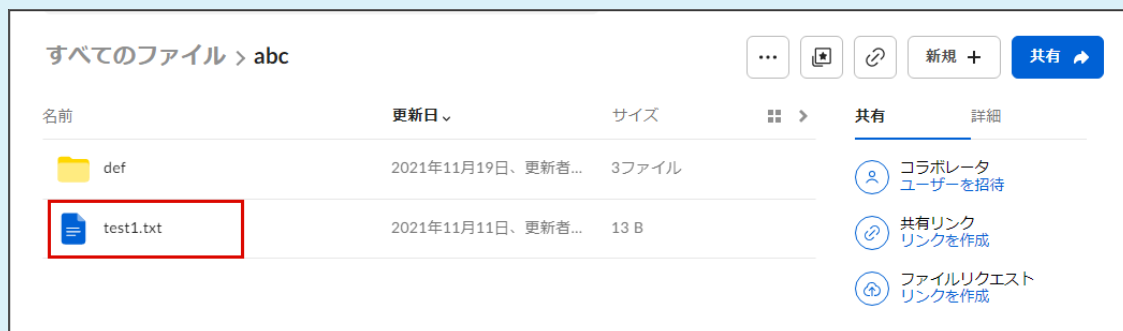 すべてのファイル > abc
... 新規 + 共有
名前 更新日 サイズ
共有 詳細
def 2021年11月19日、更新者... 3ファイル
test1.txt 2021年11月11日、更新者... 13 B
コラボレータ
ユーザーを招待
共有リンク
リンクを作成
ファイルリクエスト
リンクを作成